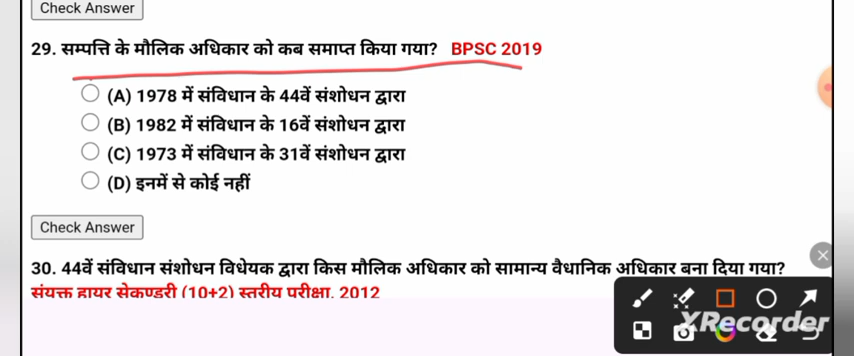 Check Answer
29. सम्पत्ति के मौलिक अधिकार को कब समाप्त किया गया? BPSC 2019
(A) 1978 में संविधान के 44वें संशोधन द्वारा
(B) 1982 में संविधान के 16वें संशोधन द्वारा
(C) 1973 में संविधान के 31वें संशोधन द्वारा
(D) इनमें से कोई नहीं
Check Answer
30. 44वें संविधान संशोधन विधेयक द्वारा किस मौलिक अधिकार को सामान्य वैधानिक अधिकार बना दिया गया?
संयुक्त हायर सेकण्डरी (10+2) स्तरीय परीक्षा, 2012
XRecorder